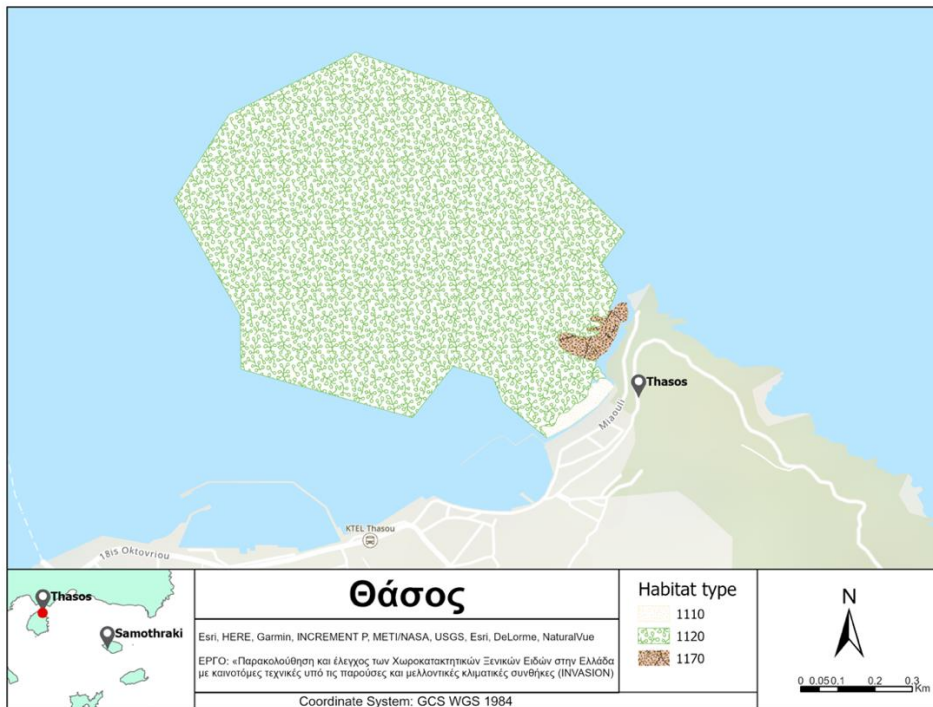 Thasos
Miaouli
KTEL Thasou
18is Oktovriou
Thasos
Samothraki
Θάσος
Esri, HERE, Garmin, INCREMENT P, METI/NASA, USGS, Esri, DeLorme, NaturalVue
ΕΡΓΟ: «Παρακολούθηση και έλεγχος των Χωροκατακτητικών Ξενικών Ειδών στην Ελλάδα
με καινοτόμες τεχνικές υπό τις παρούσες και μελλοντικές κλιματικές συνθήκες (INVASION)
Coordinate System: GCS WGS 1984
Habitat type
1110
1120
1170
N
0 0.050.1 0.2 0.3
Km